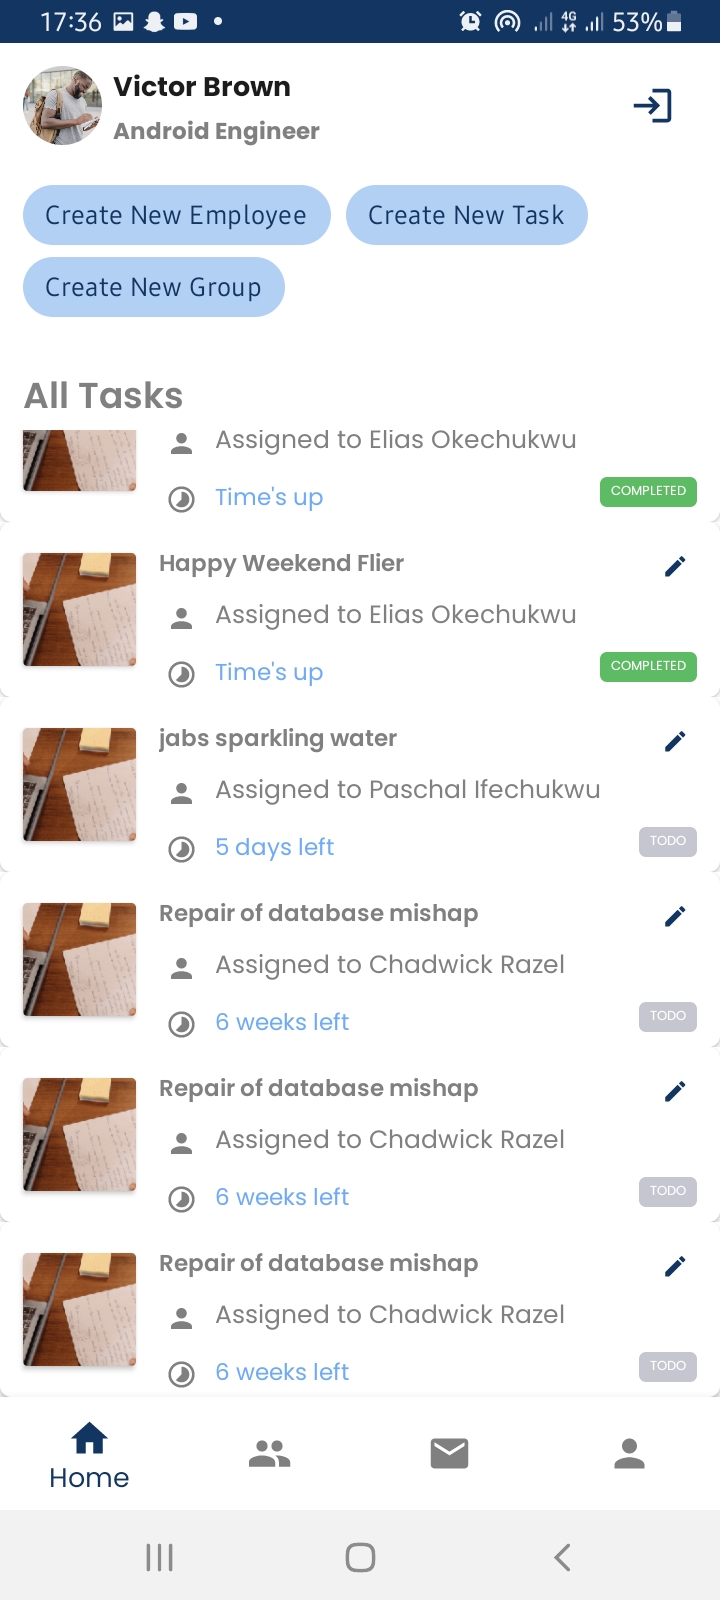 17:36
4G
53%
Victor Brown
Android Engineer
Create New Employee
Create New Task
Create New Group
All Tasks
Assigned to Elias Okechukwu
Time's up
COMPLETED
Happy Weekend Flier
Assigned to Elias Okechukwu
Time's up
COMPLETED
jabs sparkling water
Assigned to Paschal Ifechukwu
5 days left
TODO
Repair of database mishap
Assigned to Chadwick Razel
6 weeks left
TODO
Repair of database mishap
Assigned to Chadwick Razel
6 weeks left
TODO
Repair of database mishap
Assigned to Chadwick Razel
6 weeks left
TODO
Home